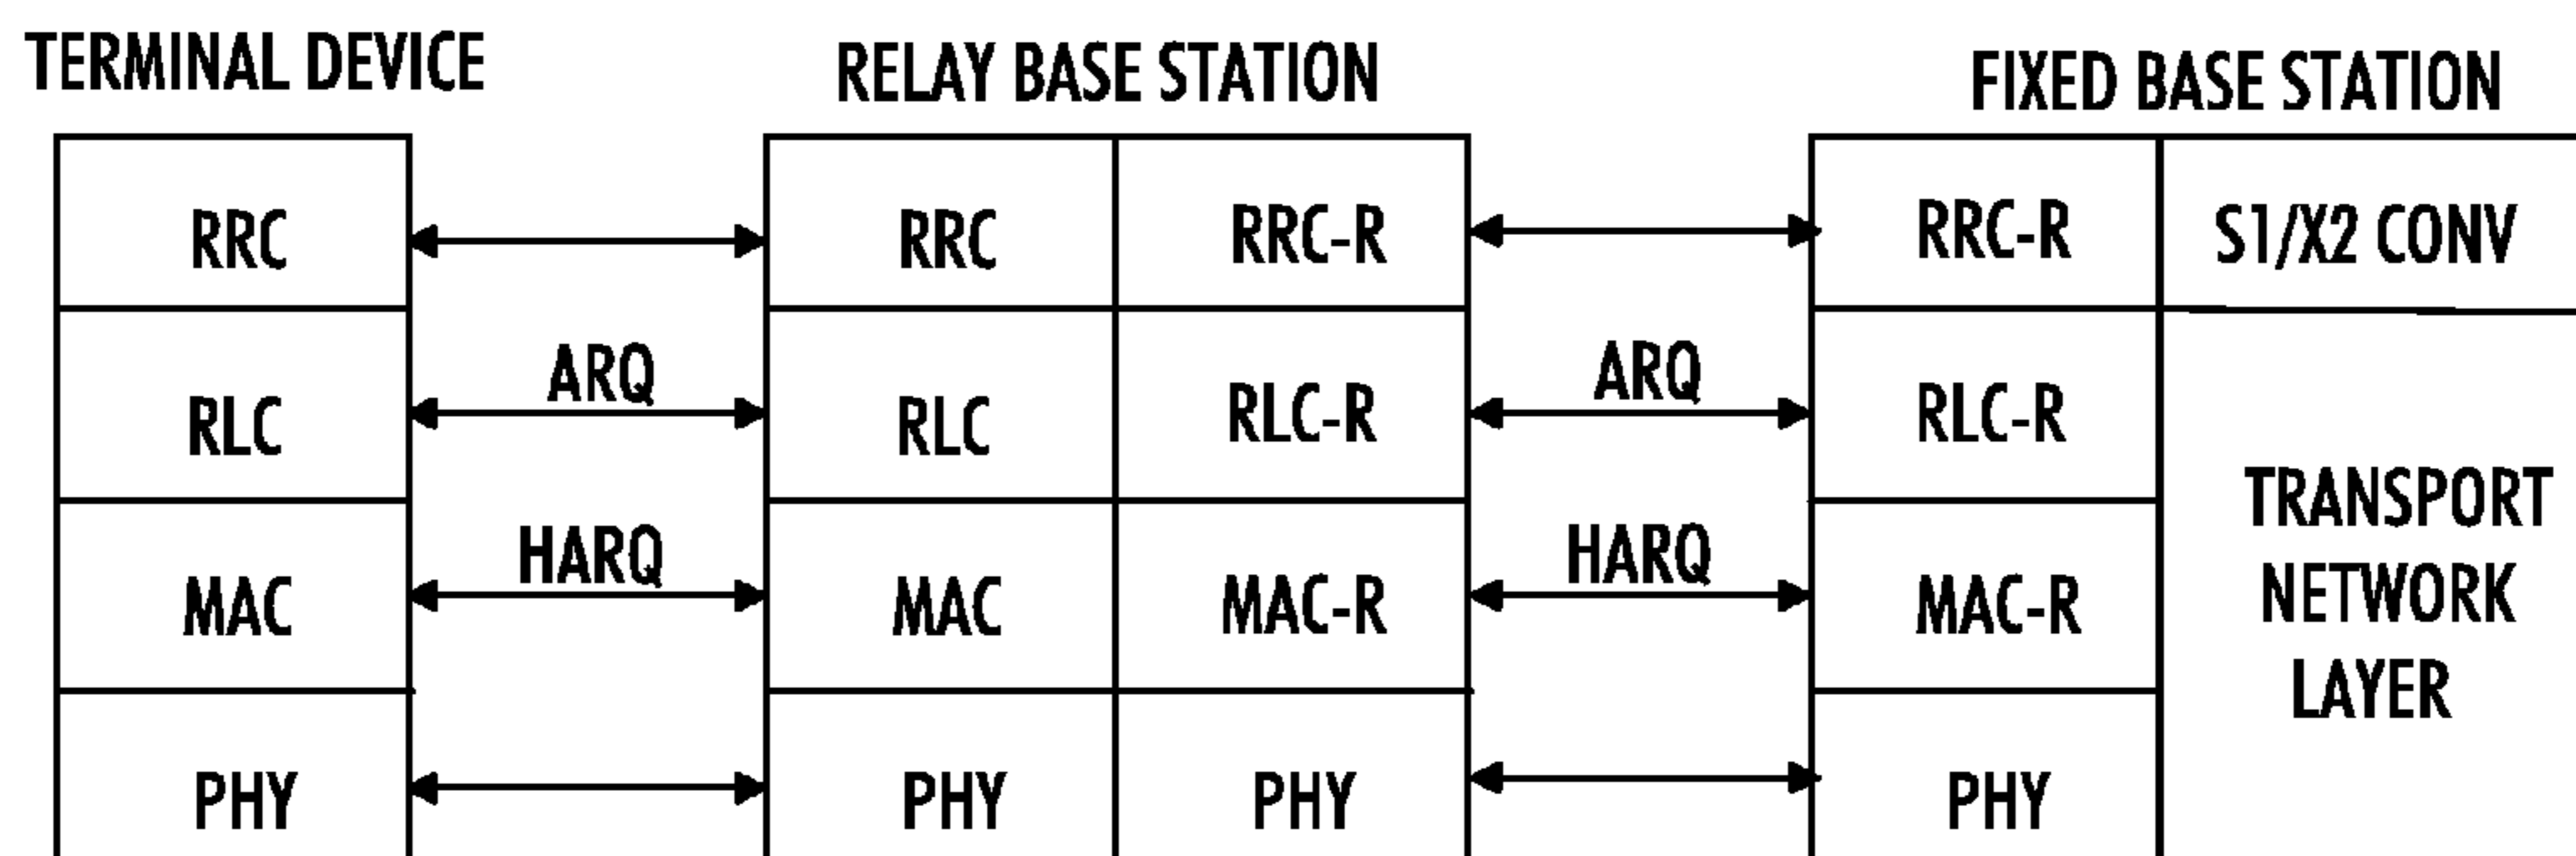 TERMINAL DEVICE
RELAY BASE STATION
FIXED BASE STATION
RRC
RRC
RRC-R
RRC-R
S1/X2 CONV
ARQ
ARQ
RLC
RLC
RLC-R
RLC-R
HARQ
HARQ
MAC
MAC
MAC-R
MAC-R
TRANSPORT
NETWORK
LAYER
PHY
PHY
PHY
PHY